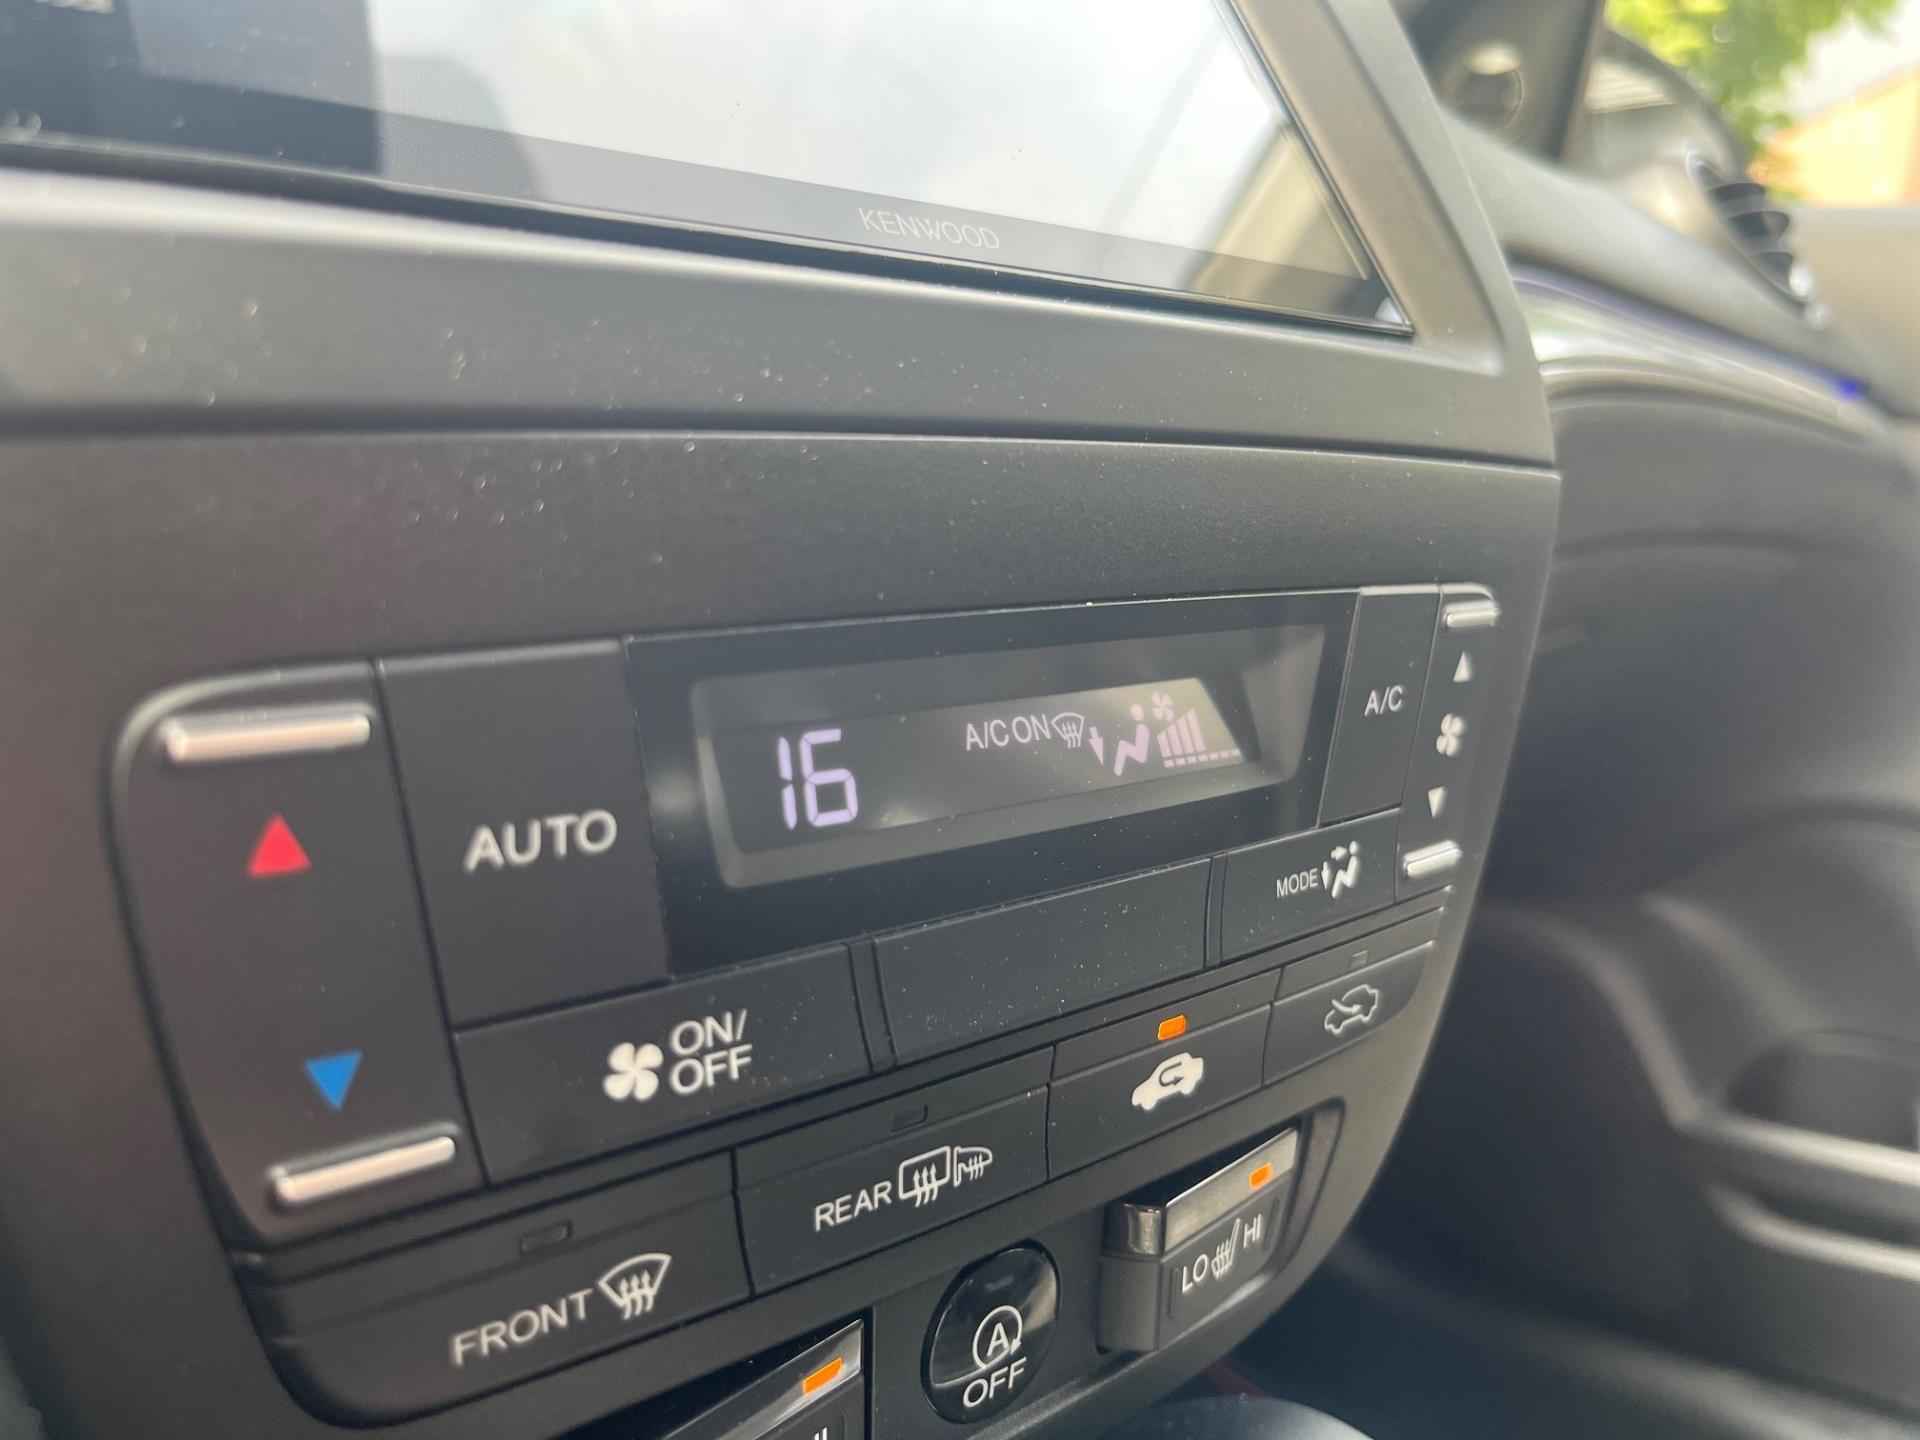 KENWOOD
16
A/C ON
A/C
AUTO
MODE
ON/
OFF
REAR
FRONT
LO HI
A
OFF